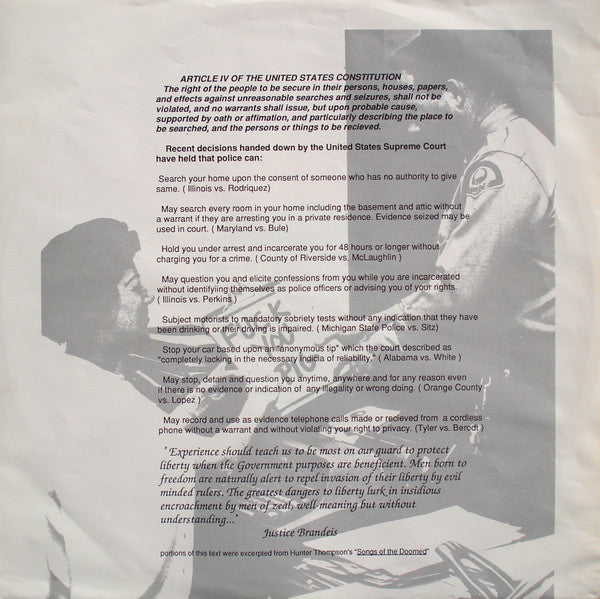 ARTICLE IV OF THE UNITED STATES CONSTITUTION
The right of the people to be secure in their persons, houses, papers,
and effects against unreasonable searches and seizures, shall not be
violated, and no warrants shall issue, but upon probable cause,
supported by oath or affimation, and particularly describing the place to
be searched, and the persons or things to be recieved.
Recent decisions handed down by the United States Supreme Court
have held that police can:
Search your home upon the consent of someone who has no authority to give
same. ( Illinois vs. Rodriquez)
May search every room in your home including the basement and attic without
a warrant if they are arresting you in a private residence. Evidence seized may be
used in court. ( Maryland vs. Bule)
Hold you under arrest and incarcerate you for 48 hours or longer without
charging you for a crime. ( County of Riverside vs. McLaughlin )
May question you and elicite confessions from you while you are incarcerated
without identifyiing themselves as police officers or advising you of your rights.
( Illinois vs. Perkins )
Subject motorists to mandatory sobriety tests without any indication that they have
been drinking or their driving is impaired. ( Michigan State Police vs. Sitz)
Stop your car based upon an "anonymous tip" which the court described as
"completely lacking in the necessary indicia of reliability." ( Alabama vs. White )
May stop, detain and question you anytime, anywhere and for any reason even
If there is no evidence or indication of any illegality or wrong doing. ( Orange County
vs. Lopez )
May record and use as evidence telephone calls made or recieved from a cordless
phone without a warrant and without violating your right to privacy. (Tyler vs. Berodt )
' Experience should teach us to be most on our guard to protect
liberty when the Government purposes are beneficient. Men born to
freedom are naturally alert to repel invasion of their liberty by evil
minded rulers. The greatest dangers to liberty lurk in insidious
encroachment by men of zeal, well-meaning but without
understanding...'
Justice Brandeis
portions of this text were excerpted from Hunter Thompson's "Songs of the Doomed"
FUNK
YOU